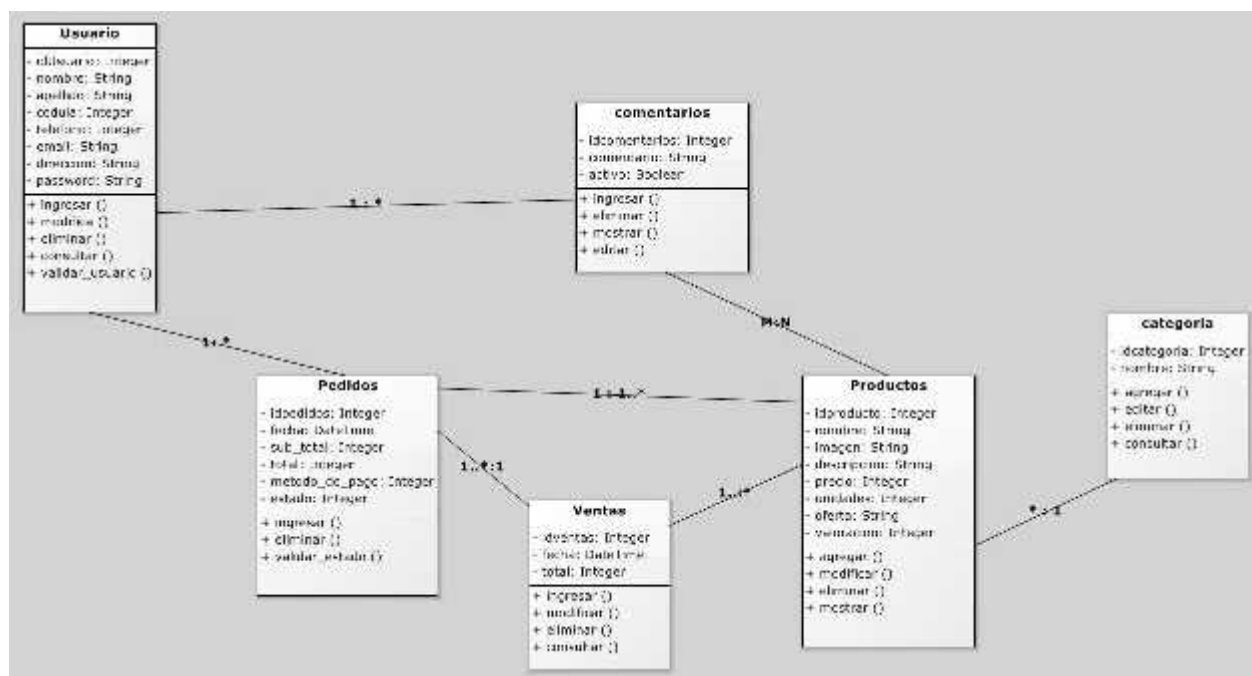 Usuario
- idUsuario: Integer
- nombre: String
- apellido: String
- cedula: Integer
- telefono: Integer
- email: String
- direccion: String
- password: String
+ ingresar ()
+ modifica ()
+ eliminar ()
+ consultar ()
+ validar_usuario ()
comentarios
- idcomentarios: Integer
- comentario: String
- activo: Boolean
+ ingresar ()
+ eliminar ()
+ mostrar ()
+ editar ()
1 : *
M:N
1 : *
categoria
- idcategoria: Integer
- nombre: String
+ agregar ()
+ editar ()
+ eliminar ()
+ consultar ()
Pedidos
- idpedidos: Integer
- fecha: DateTime
- sub_total: Integer
- total: Integer
- metodo_de_pago: Integer
- estado: Integer
+ ingresar ()
+ eliminar ()
+ validar_estado ()
1 : 1..*
Productos
- idproducto: Integer
- nombre: String
- imagen: String
- descripcion: String
- precio: Integer
- unidades: Integer
- oferta: String
- valoracion: Integer
+ agregar ()
+ modificar ()
+ eliminar ()
+ mostrar ()
1..*:1
* : 1
Ventas
- idventas: Integer
- fecha: DateTime
- total: Integer
+ ingresar ()
+ modificar ()
+ eliminar ()
+ consultar ()